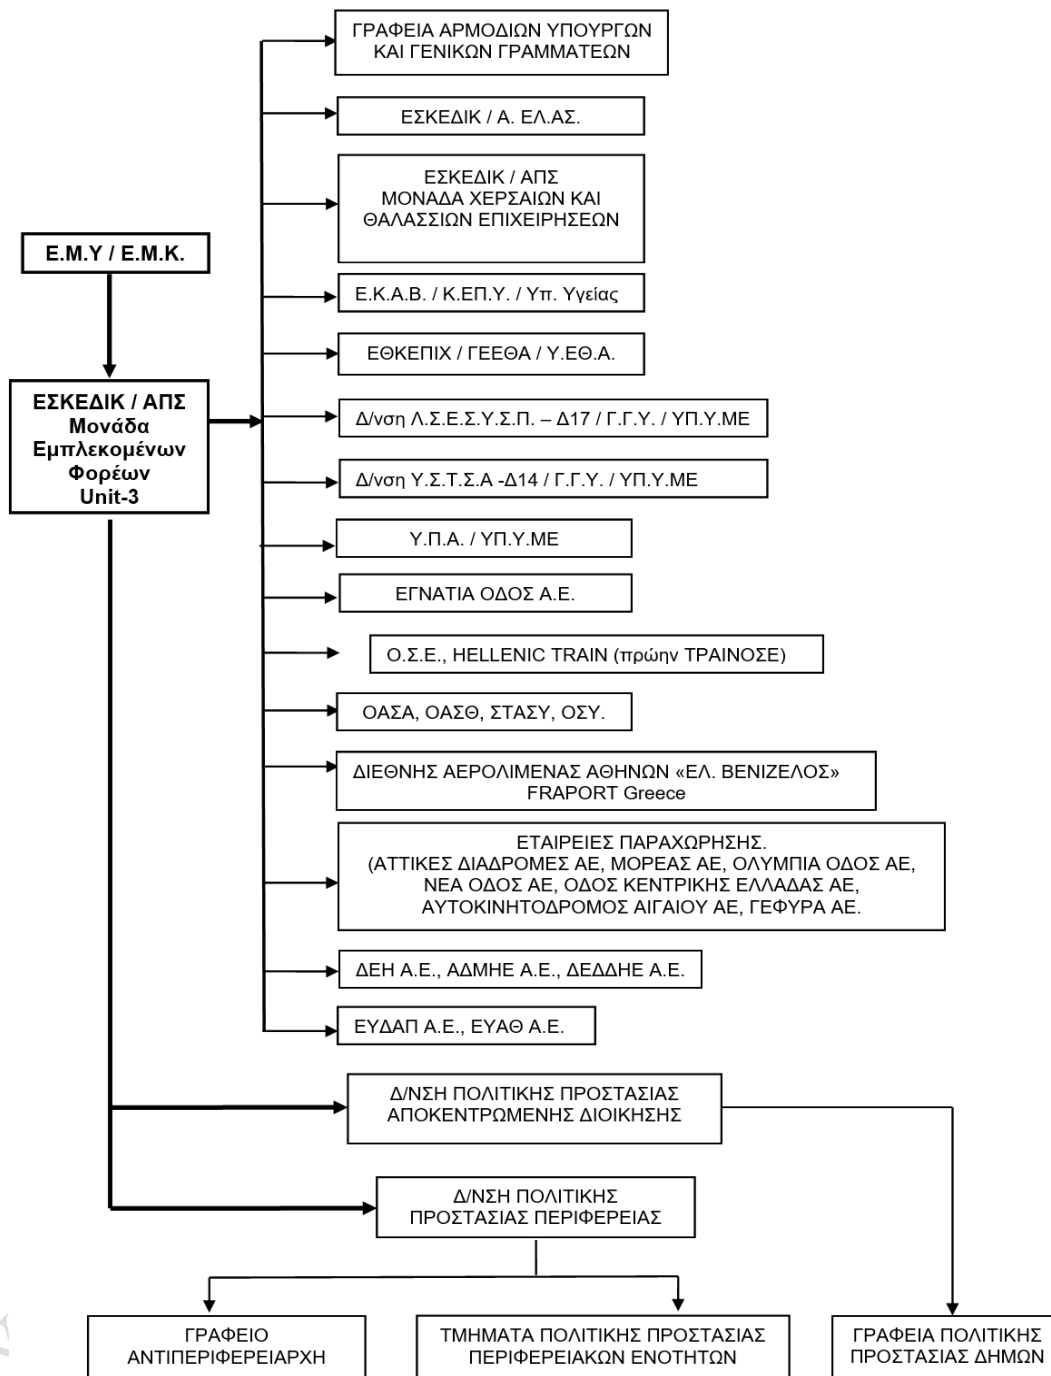 ΓΡΑΦΕΙΑ ΑΡΜΟΔΙΩΝ ΥΠΟΥΡΓΩΝ
ΚΑΙ ΓΕΝΙΚΩΝ ΓΡΑΜΜΑΤΕΩΝ
ΕΣΚΕΔΙΚ / Α. ΕΛ.ΑΣ.
ΕΣΚΕΔΙΚ / ΑΠΣ
ΜΟΝΑΔΑ ΧΕΡΣΑΙΩΝ ΚΑΙ
ΘΑΛΑΣΣΙΩΝ ΕΠΙΧΕΙΡΗΣΕΩΝ
Ε.Μ.Υ / Ε.Μ.Κ.
Ε.Κ.Α.Β. / Κ.ΕΠ.Υ. / Υπ. Υγείας
ΕΘΚΕΠΙΧ / ΓΕΕΘΑ / Υ.ΕΘ.Α.
ΕΣΚΕΔΙΚ / ΑΠΣ
Μονάδα
Εμπλεκομένων
Φορέων
Unit-3
Δ/νση Λ.Σ.Ε.Σ.Υ.Σ.Π. – Δ17 / Γ.Γ.Υ. / ΥΠ.Υ.ΜΕ
Δ/νση Υ.Σ.Τ.Σ.Α -Δ14 / Γ.Γ.Υ. / ΥΠ.Υ.ΜΕ
Υ.Π.Α. / ΥΠ.Υ.ΜΕ
ΕΓΝΑΤΙΑ ΟΔΟΣ Α.Ε.
Ο.Σ.Ε., HELLENIC TRAIN (πρώην ΤΡΑΙΝΟΣΕ)
ΟΑΣΑ, ΟΑΣΘ, ΣΤΑΣΥ, ΟΣΥ.
ΔΙΕΘΝΗΣ ΑΕΡΟΛΙΜΕΝΑΣ ΑΘΗΝΩΝ «ΕΛ. ΒΕΝΙΖΕΛΟΣ»
FRAPORT Greece
ΕΤΑΙΡΕΙΕΣ ΠΑΡΑΧΩΡΗΣΗΣ.
(ΑΤΤΙΚΕΣ ΔΙΑΔΡΟΜΕΣ ΑΕ, ΜΟΡΕΑΣ ΑΕ, ΟΛΥΜΠΙΑ ΟΔΟΣ ΑΕ,
ΝΕΑ ΟΔΟΣ ΑΕ, ΟΔΟΣ ΚΕΝΤΡΙΚΗΣ ΕΛΛΑΔΑΣ ΑΕ,
ΑΥΤΟΚΙΝΗΤΟΔΡΟΜΟΣ ΑΙΓΑΙΟΥ ΑΕ, ΓΕΦΥΡΑ ΑΕ.
ΔΕΗ Α.Ε., ΑΔΜΗΕ Α.Ε., ΔΕΔΔΗΕ Α.Ε.
ΕΥΔΑΠ Α.Ε., ΕΥΑΘ Α.Ε.
Δ/ΝΣΗ ΠΟΛΙΤΙΚΗΣ ΠΡΟΣΤΑΣΙΑΣ
ΑΠΟΚΕΝΤΡΩΜΕΝΗΣ ΔΙΟΙΚΗΣΗΣ
Δ/ΝΣΗ ΠΟΛΙΤΙΚΗΣ
ΠΡΟΣΤΑΣΙΑΣ ΠΕΡΙΦΕΡΕΙΑΣ
ΓΡΑΦΕΙΟ
ΑΝΤΙΠΕΡΙΦΕΡΕΙΑΡΧΗ
ΤΜΗΜΑΤΑ ΠΟΛΙΤΙΚΗΣ ΠΡΟΣΤΑΣΙΑΣ
ΠΕΡΙΦΕΡΕΙΑΚΩΝ ΕΝΟΤΗΤΩΝ
ΓΡΑΦΕΙΑ ΠΟΛΙΤΙΚΗΣ
ΠΡΟΣΤΑΣΙΑΣ ΔΗΜΩΝ